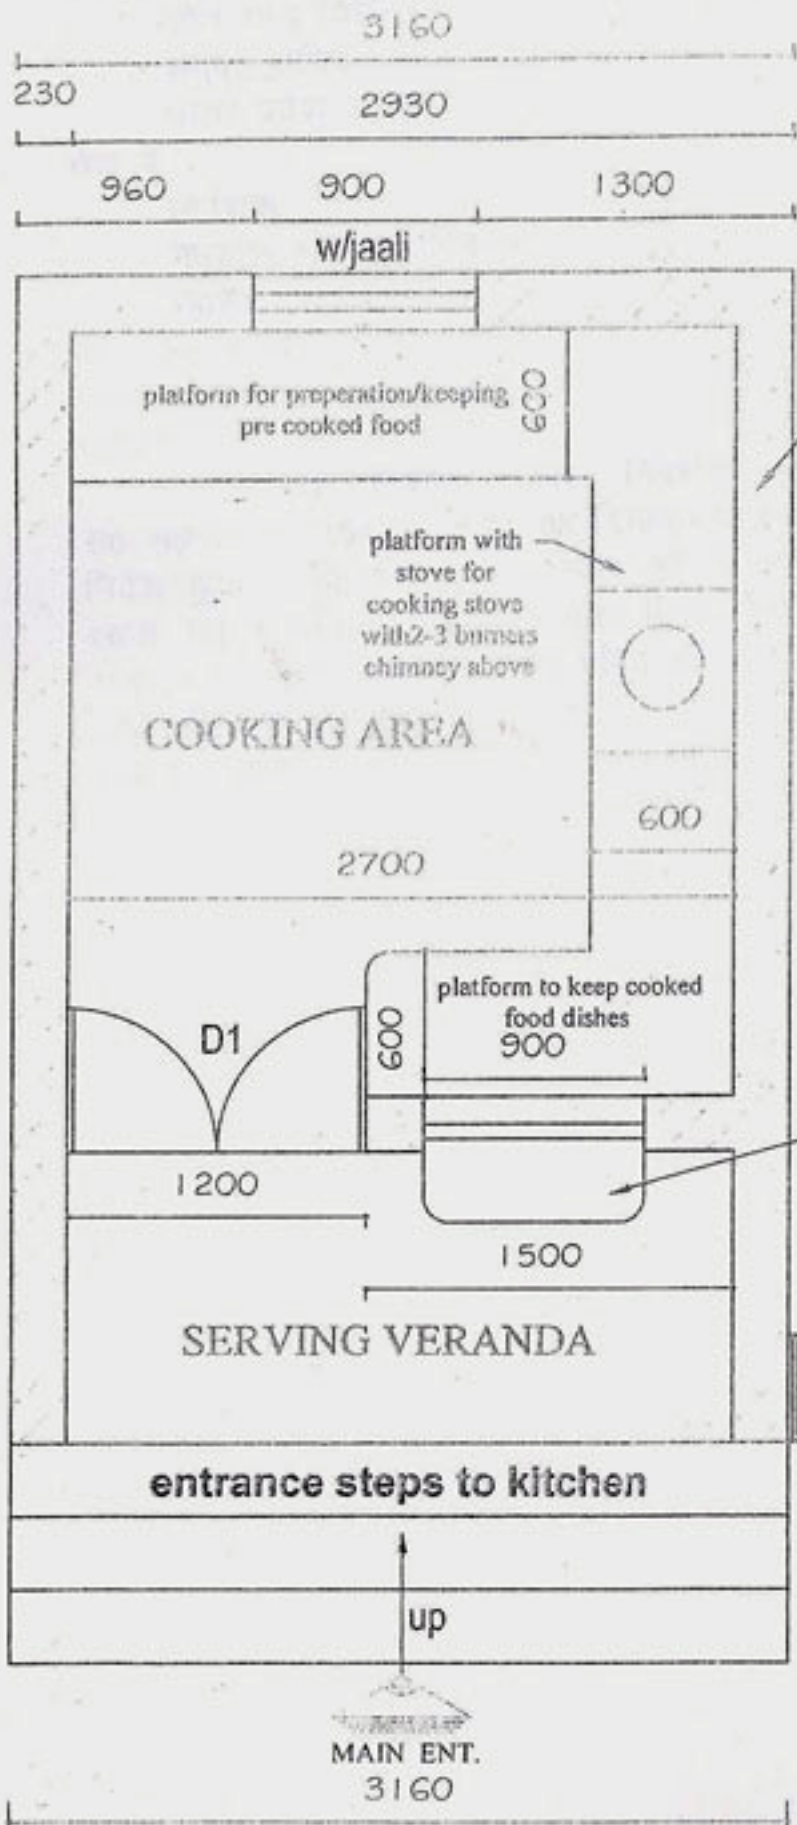 3160
230 2930
960 900 1300
w/jaali
platform for preperation/keeping
pre cooked food
600
platform with
stove for
cooking stove
with2-3 burners
chimney above
COOKING AREA
600
2700
D1
600
platform to keep cooked
food dishes
900
1200
1500
SERVING VERANDA
entrance steps to kitchen
up
MAIN ENT.
3160